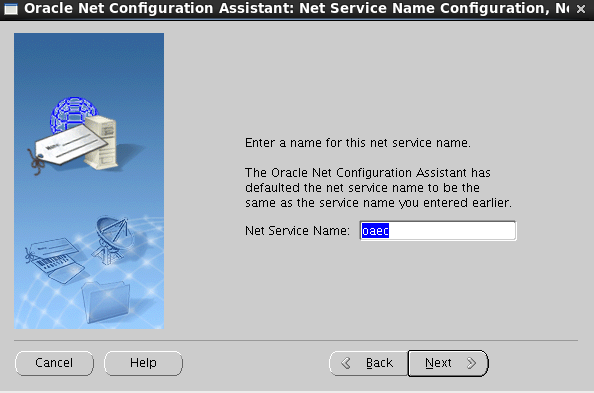 Oracle Net Configuration Assistant: Net Service Name Configuration, Ne
Enter a name for this net service name.
The Oracle Net Configuration Assistant has
defaulted the net service name to be the
same as the service name you entered earlier.
Net Service Name: oaec
Cancel Help Back Next